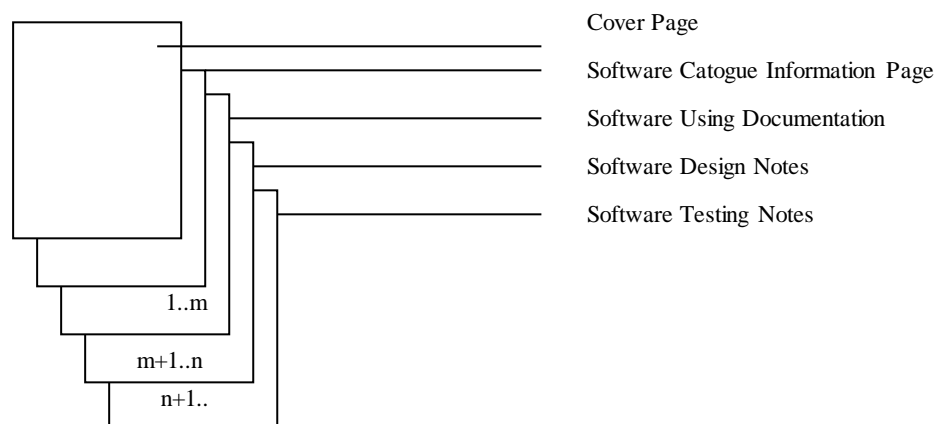 Cover Page
Software Catogue Information Page
Software Using Documentation
Software Design Notes
Software Testing Notes
1..m
m+1..n
n+1..